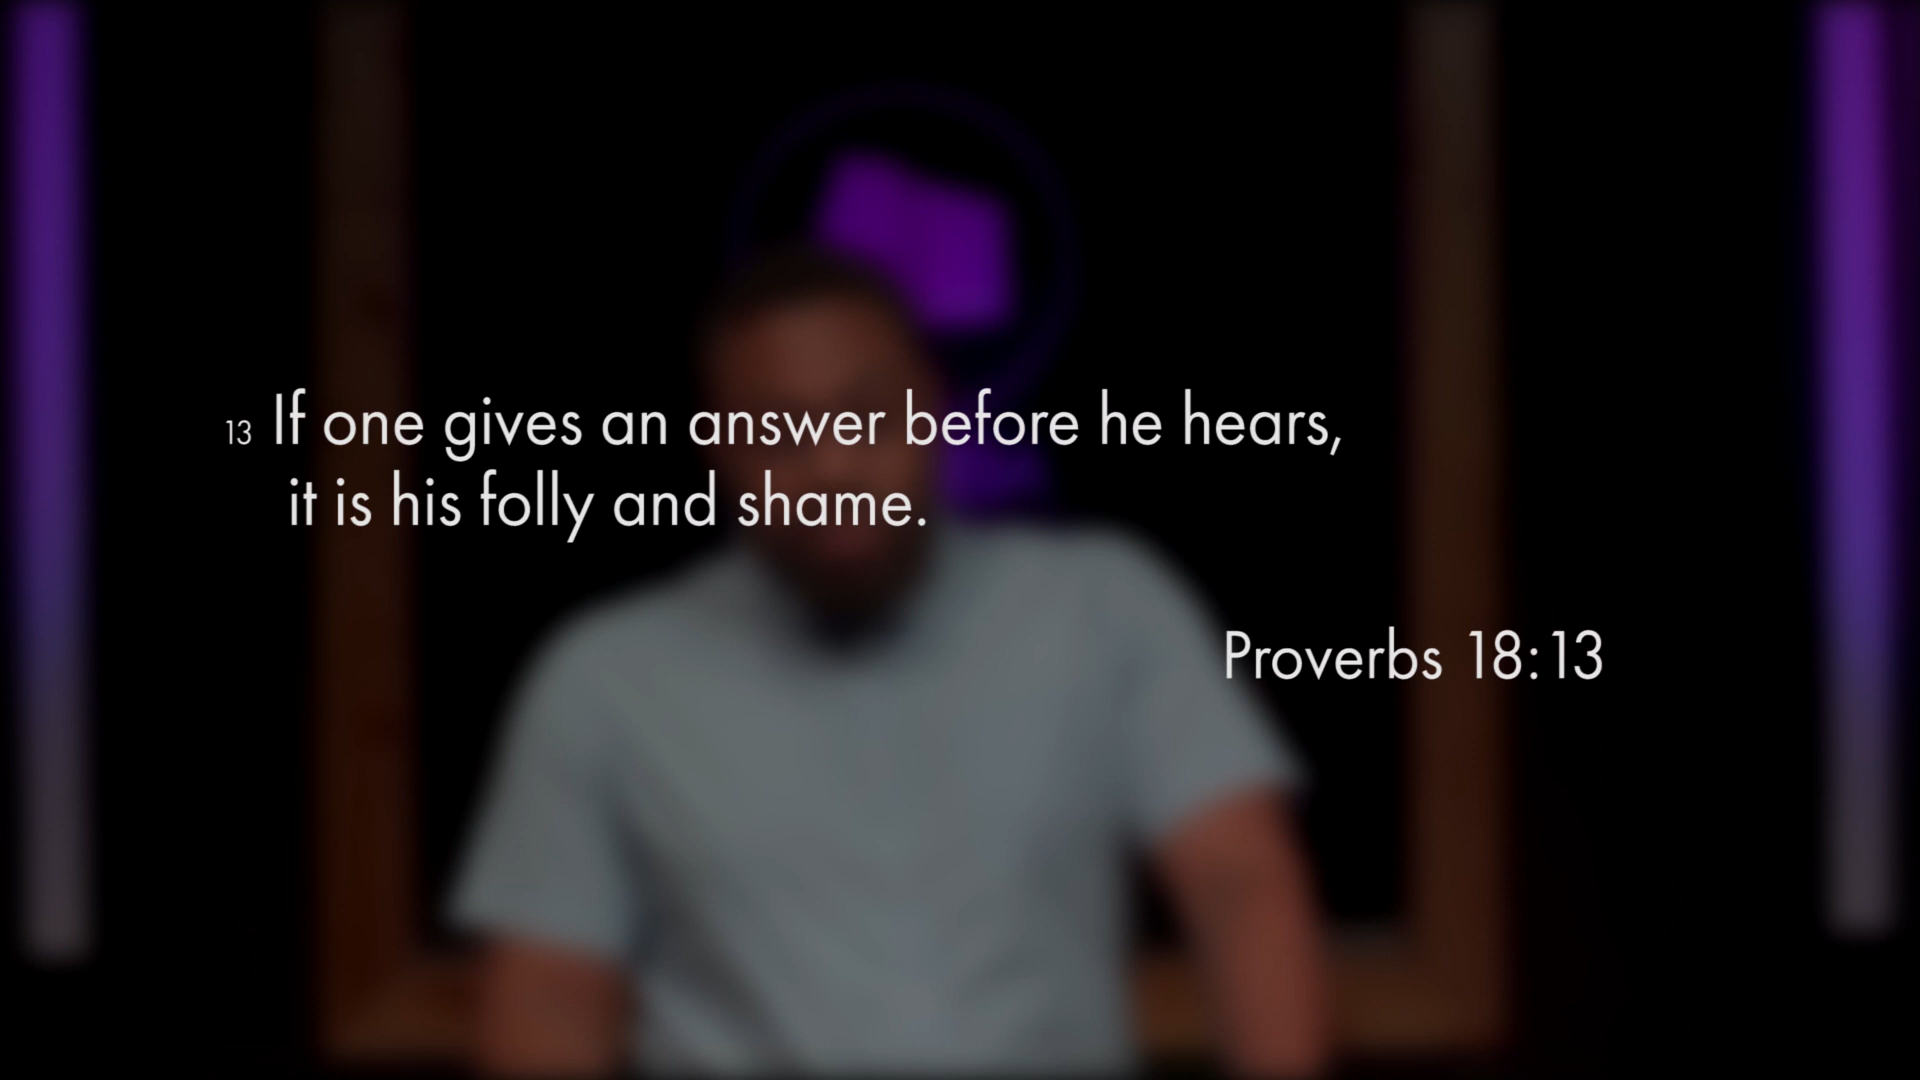 13 If one gives an answer before he hears,
it is his folly and shame.
Proverbs 18:13